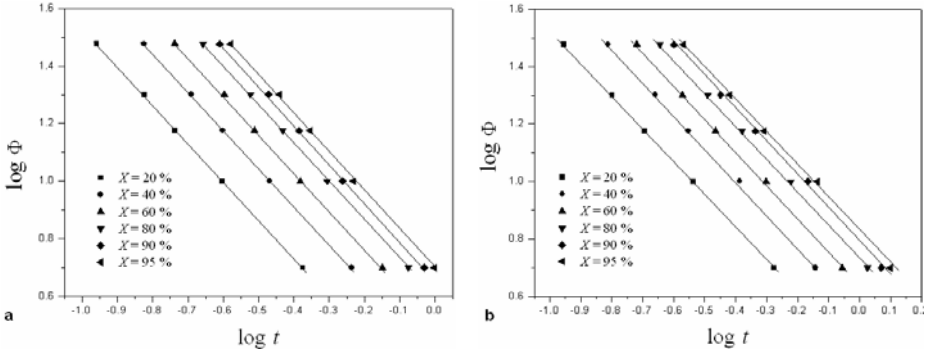 1.6
1.4
1.2
1.0
0.8
0.6
log Φ
X = 20 %
X = 40 %
X = 60 %
X = 80 %
X = 90 %
X = 95 %
-1.0 -0.9 -0.8 -0.7 -0.6 -0.5 -0.4 -0.3 -0.2 -0.1 0.0
a
log t
1.6
1.4
1.2
1.0
0.8
0.6
log Φ
X = 20 %
X = 40 %
X = 60 %
X = 80 %
X = 90 %
X = 95 %
-1.0 -0.9 -0.8 -0.7 -0.6 -0.5 -0.4 -0.3 -0.2 -0.1 0.0 0.1 0.2
b
log t